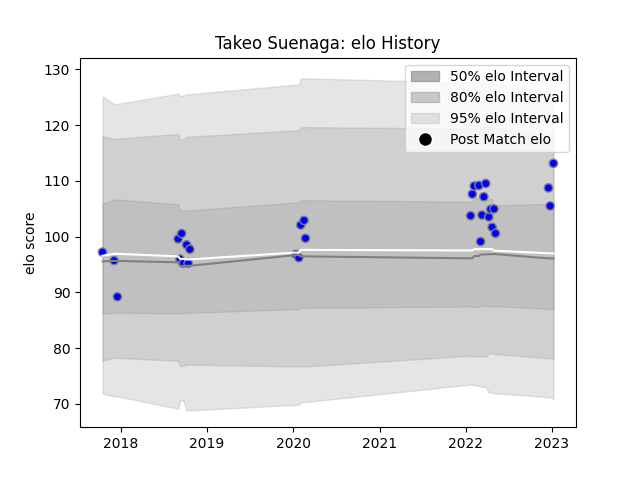 Takeo Suenaga: elo History
50% elo Interval
80% elo Interval
95% elo Interval
Post Match elo
elo score
130
120
110
100
90
80
70
2018
2019
2020
2021
2022
2023